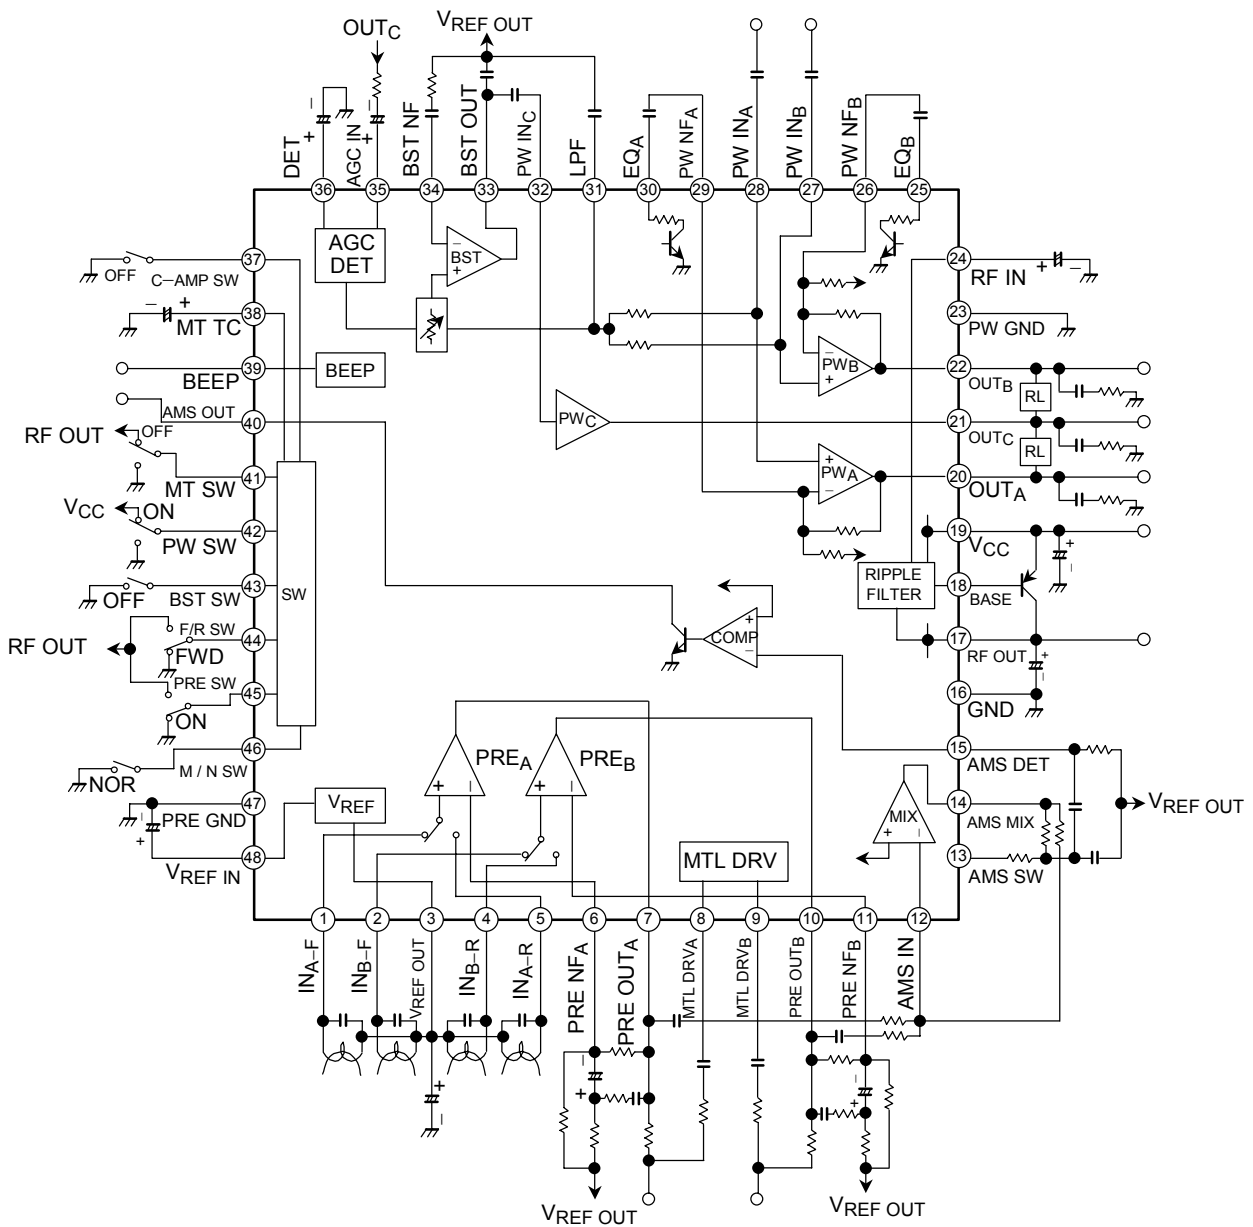 OUTC
VREF OUT
DET
AGC IN
BST NF
BST OUT
PW INC
LPF
EQA
PW NFA
PW INA
PW INB
PW NFB
EQB
− + − +
36 35 34 33 32 31 30 29 28 27 26 25
37
OFF
C−AMP SW
38
− +
MT TC
39
BEEP
40
AMS OUT
RF OUT
OFF
41
MT SW
VCC
ON
42
PW SW
43
OFF
BST SW
RF OUT
F/R SW
44
FWD
PRE SW
45
ON
46
NOR
M / N SW
47
PRE GND
− +
48
VREF IN
AGC DET
− BST +
BEEP
SW
PWC
− PWB +
+ PWA −
+ COMP −
RIPPLE FILTER
PREA
+ −
PREB
+ −
VREF
MTL DRV
MIX
+ −
24
RF IN
+ −
23
PW GND
22
OUTB
RL
21
OUTC
RL
20
OUTA
19
VCC
+ −
18
BASE
17
RF OUT
+ −
16
GND
15
AMS DET
14
AMS MIX
VREF OUT
13
AMS SW
1 2 3 4 5 6 7 8 9 10 11 12
INA−F
INB−F
VREF OUT
INB−R
INA−R
PRE NFA
PRE OUTA
MTL DRVA
MTL DRVB
PRE OUTB
PRE NFB
AMS IN
+ −
− +
− +
VREF OUT
VREF OUT